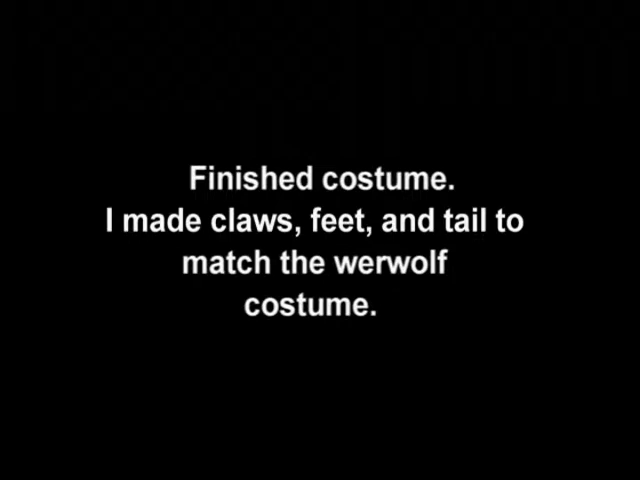 Finished costume.
I made claws, feet, and tail to
match the werwolf
costume.